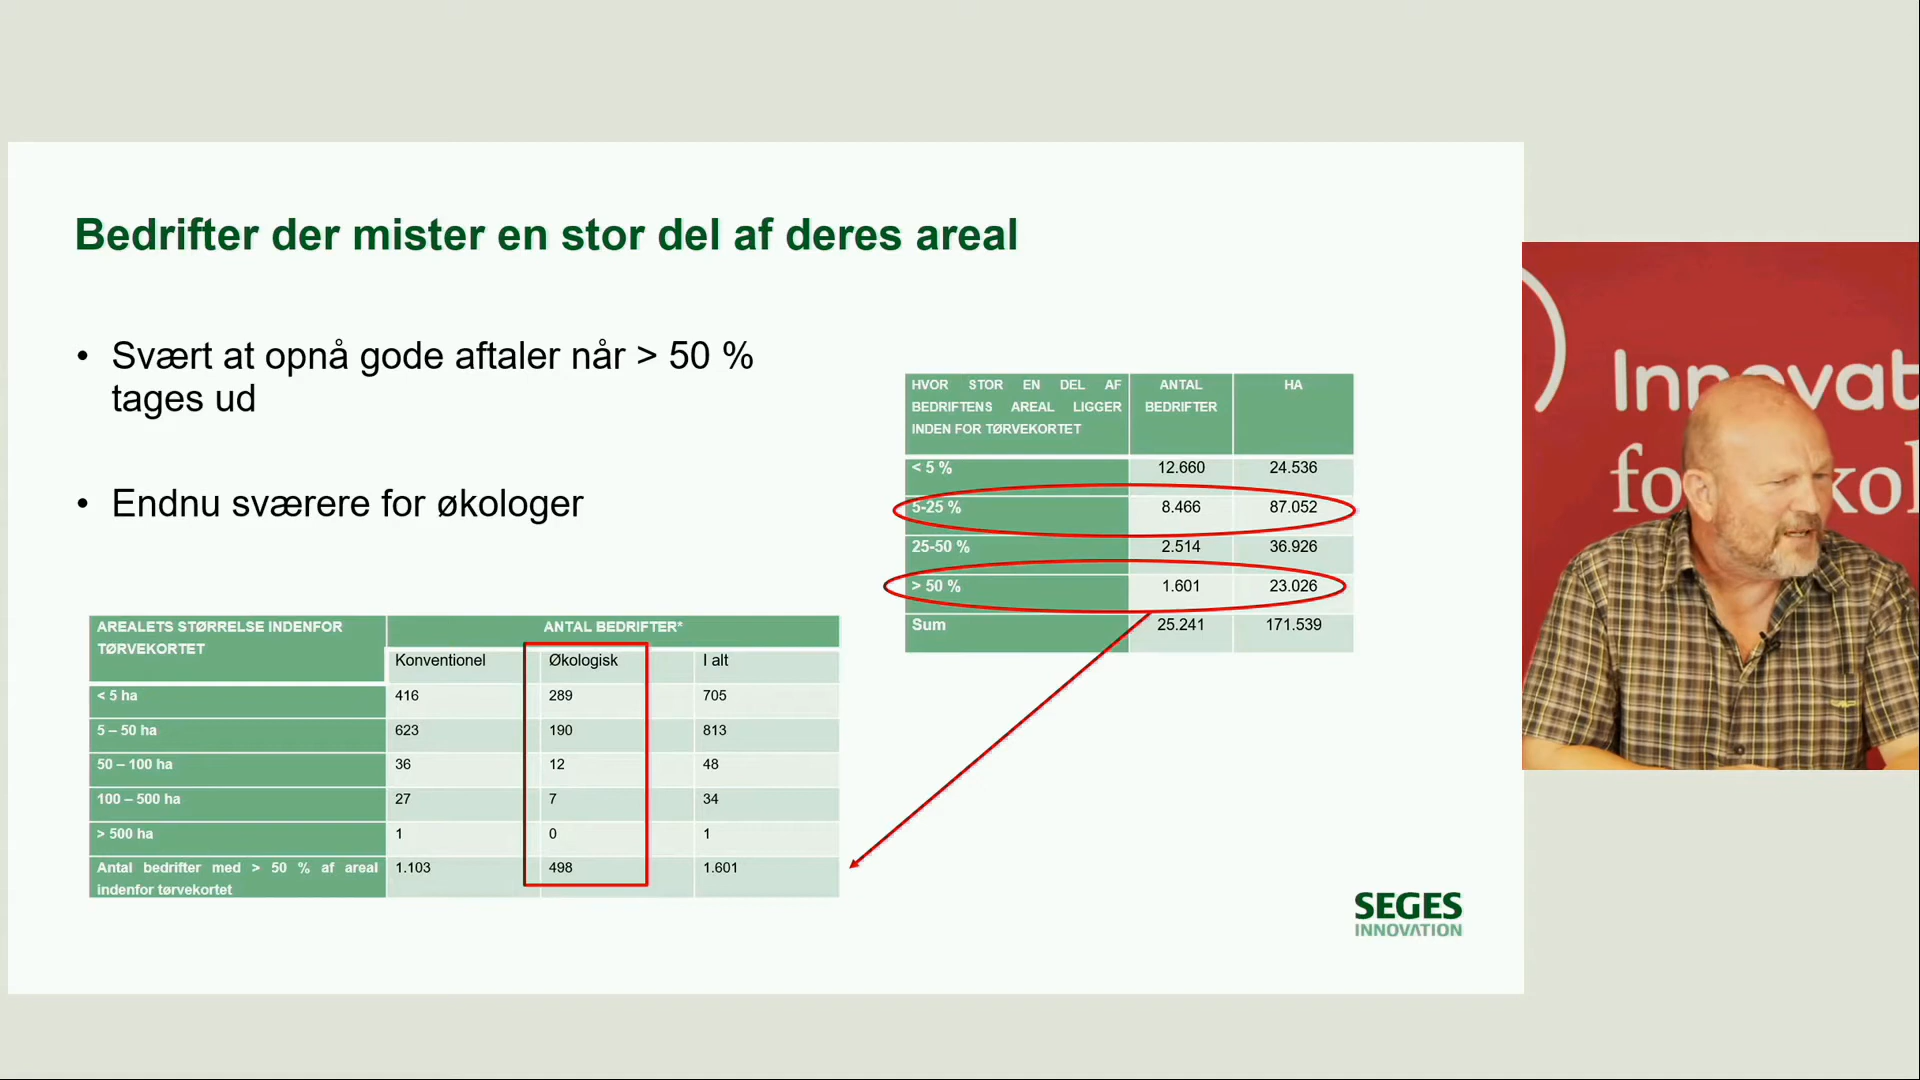 Bedrifter der mister en stor del af deres areal
• Svært at opnå gode aftaler når > 50 %
tages ud
• Endnu sværere for økologer
HVOR STOR EN DEL AF
BEDRIFTENS AREAL LIGGER
INDEN FOR TØRVEKORTET
ANTAL
BEDRIFTER
HA
< 5 % 12.660 24.536
5-25 % 8.466 87.052
25-50 % 2.514 36.926
> 50 % 1.601 23.026
Sum 25.241 171.539
AREALETS STØRRELSE INDENFOR
TØRVEKORTET
ANTAL BEDRIFTER*
Konventionel Økologisk I alt
< 5 ha 416 289 705
5 – 50 ha 623 190 813
50 – 100 ha 36 12 48
100 – 500 ha 27 7 34
> 500 ha 1 0 1
Antal bedrifter med > 50 % af areal
indenfor tørvekortet
1.103 498 1.601
SEGES
INNOVATION